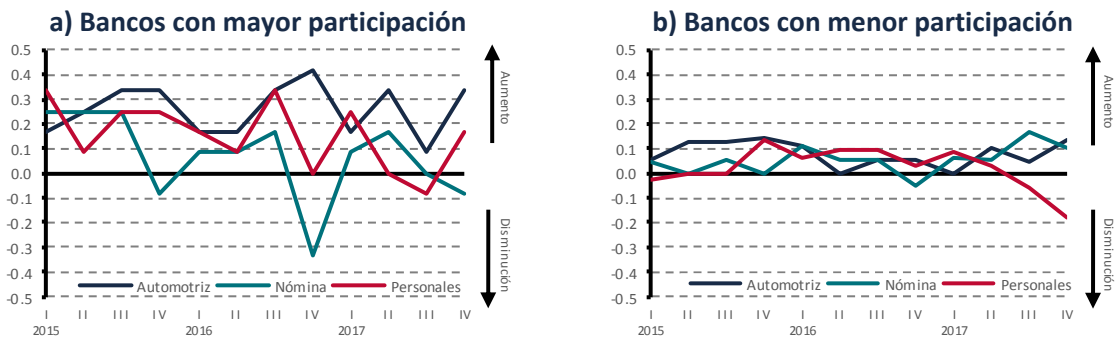 a) Bancos con mayor participación
0.5
0.4
0.3
0.2
0.1
0.0
-0.1
-0.2
-0.3
-0.4
-0.5
Aumento
Disminución
Automotriz Nómina Personales
I II III IV I II III IV I II III IV
2015 2016 2017
b) Bancos con menor participación
0.5
0.4
0.3
0.2
0.1
0.0
-0.1
-0.2
-0.3
-0.4
-0.5
Aumento
Disminución
Automotriz Nómina Personales
I II III IV I II III IV I II III IV
2015 2016 2017